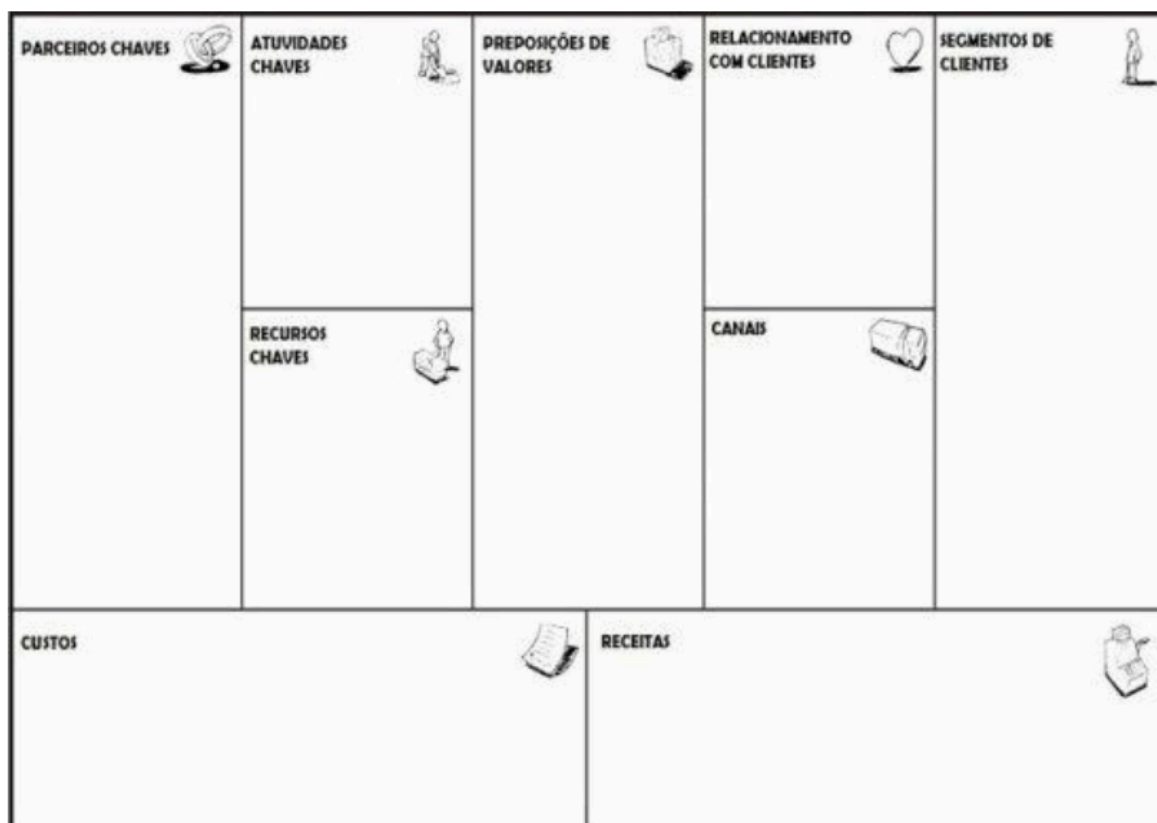 PARCEIROS CHAVES
ATUVIDADES
CHAVES
PREPOSIÇÕES DE
VALORES
RELACIONAMENTO
COM CLIENTES
SEGMENTOS DE
CLIENTES
RECURSOS
CHAVES
CANAIS
CUSTOS
RECEITAS